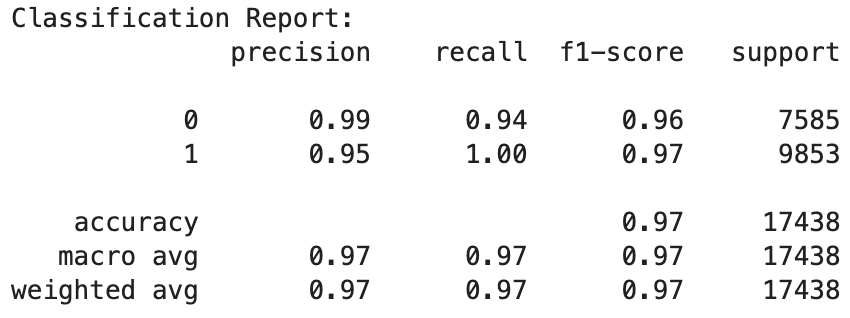 Classification Report:
precision recall f1-score support
0 0.99 0.94 0.96 7585
1 0.95 1.00 0.97 9853
accuracy 0.97 17438
macro avg 0.97 0.97 0.97 17438
weighted avg 0.97 0.97 0.97 17438